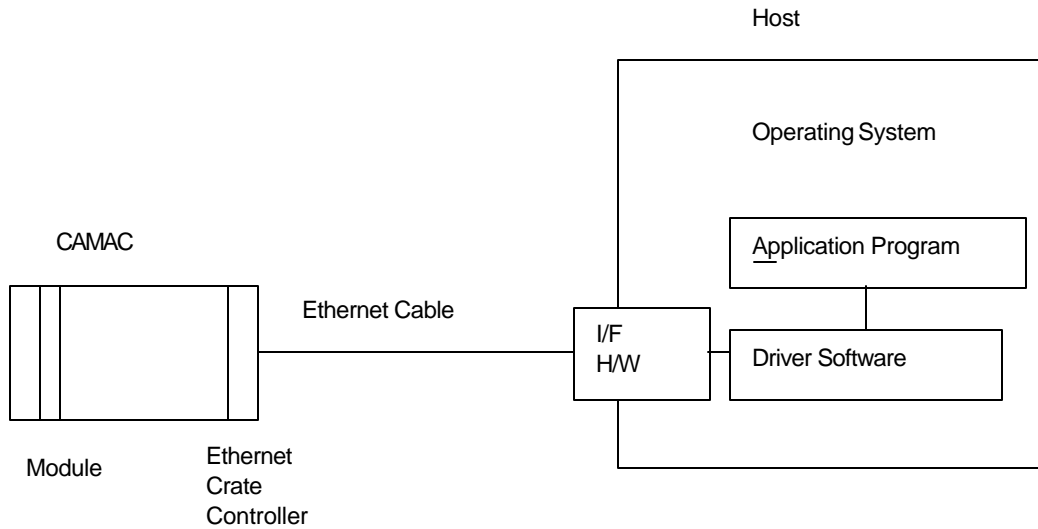 Host
Operating System
CAMAC
Application Program
Ethernet Cable
I/F
H/W
Driver Software
Module
Ethernet
Crate
Controller